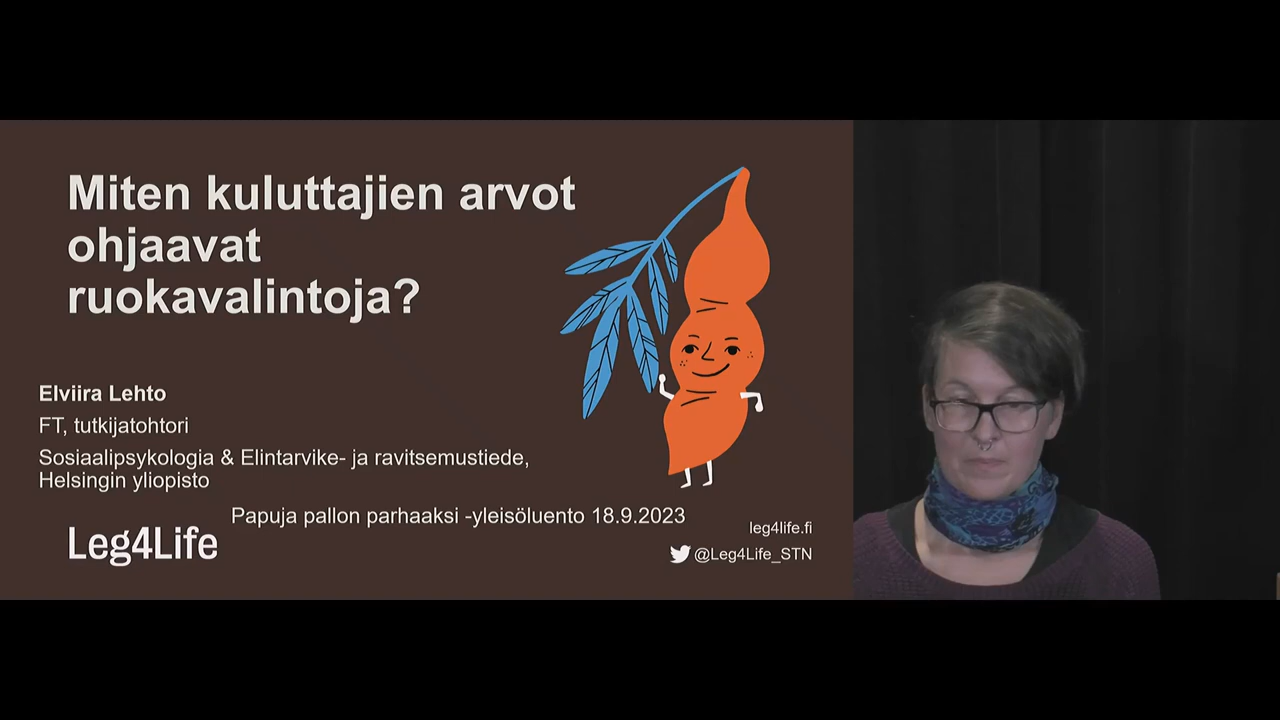 Miten kuluttajien arvot
ohjaavat
ruokavalintoja?
Elviira Lehto
FT, tutkijatohtori
Sosiaalipsykologia & Elintarvike- ja ravitsemustiede,
Helsingin yliopisto
Papuja pallon parhaaksi -yleisöluento 18.9.2023
Leg4Life
leg4life.fi
@Leg4Life_STN